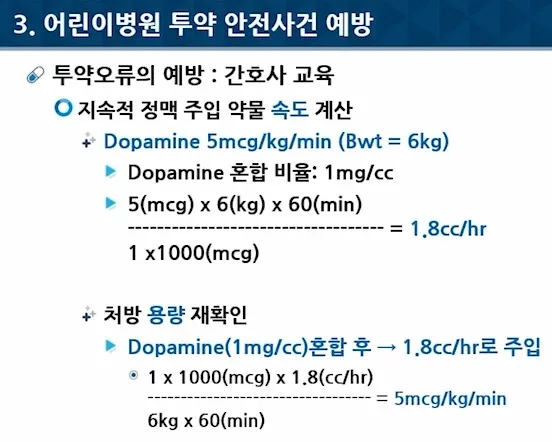 3. 어린이병원 투약 안전사건 예방
투약오류의 예방 : 간호사 교육
지속적 정맥 주입 약물 속도 계산
Dopamine 5mcg/kg/min (Bwt = 6kg)
Dopamine 혼합 비율: 1mg/cc
5(mcg) x 6(kg) x 60(min)
----------------------------------- = 1.8cc/hr
1 x1000(mcg)
처방 용량 재확인
Dopamine(1mg/cc)혼합 후 → 1.8cc/hr로 주입
1 x 1000(mcg) x 1.8(cc/hr)
----------------------------------- = 5mcg/kg/min
6kg x 60(min)